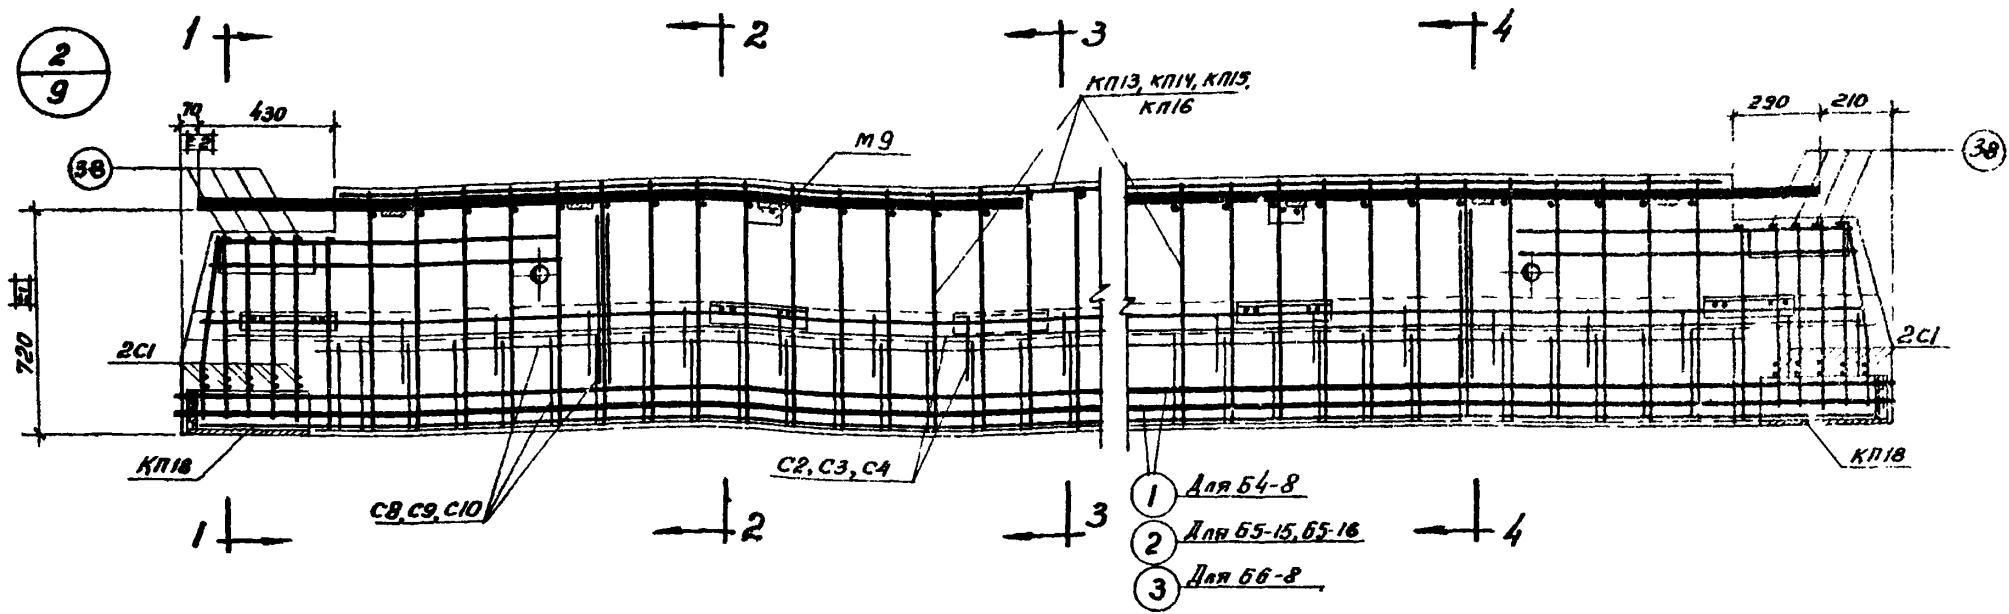 1
2
3
4
2
9
70
430
КП13, КП14, КП15,
КП16
290
210
М9
38
38
720
2С1
2С1
КП18
С8, С9, С10
С2, С3, С4
КП18
1 Для Б4-8
2 Для Б5-15, Б5-16
3 Для Б6-8
1
2
3
4